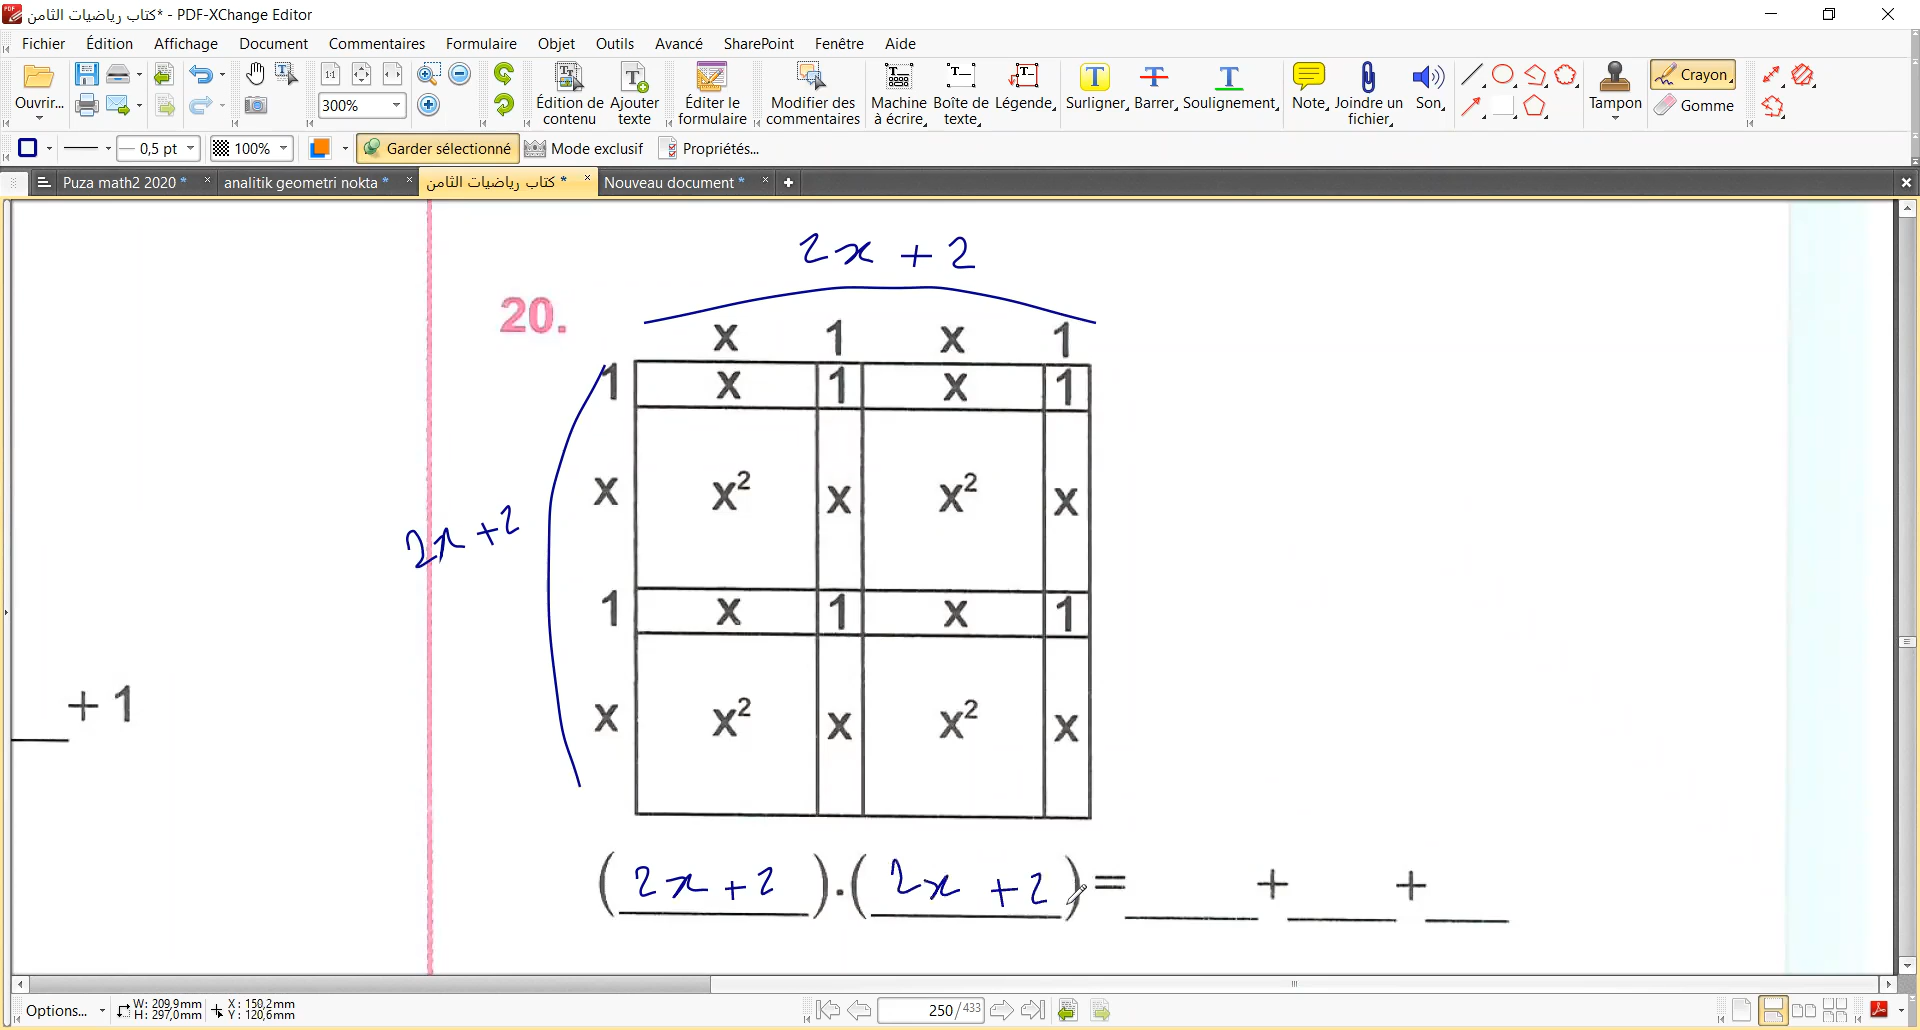 *كتاب رياضيات الثامن - PDF-XChange Editor
Fichier Édition Affichage Document Commentaires Formulaire Objet Outils Avancé SharePoint Fenêtre Aide
Ouvrir... 300% Édition de contenu Ajouter texte Éditer le formulaire Modifier des commentaires Machine à écrire Boîte de texte Légende Surligner Barrer Soulignement Note Joindre un fichier Son Tampon Crayon Gomme
0,5 pt 100% Garder sélectionné Mode exclusif Propriétés...
Puza math2 2020 * analitik geometri nokta * كتاب رياضيات الثامن * Nouveau document *
2x + 2
20.
x 1 x 1
1 x 1 x 1
x x² x x² x
2x + 2
1 x 1 x 1
x x² x x² x
+ 1
(2x + 2).(2x + 2) = ____ + ____ + ____
Options... W: 209,9mm H: 297,0mm X: 150,2mm Y: 120,6mm 250/433